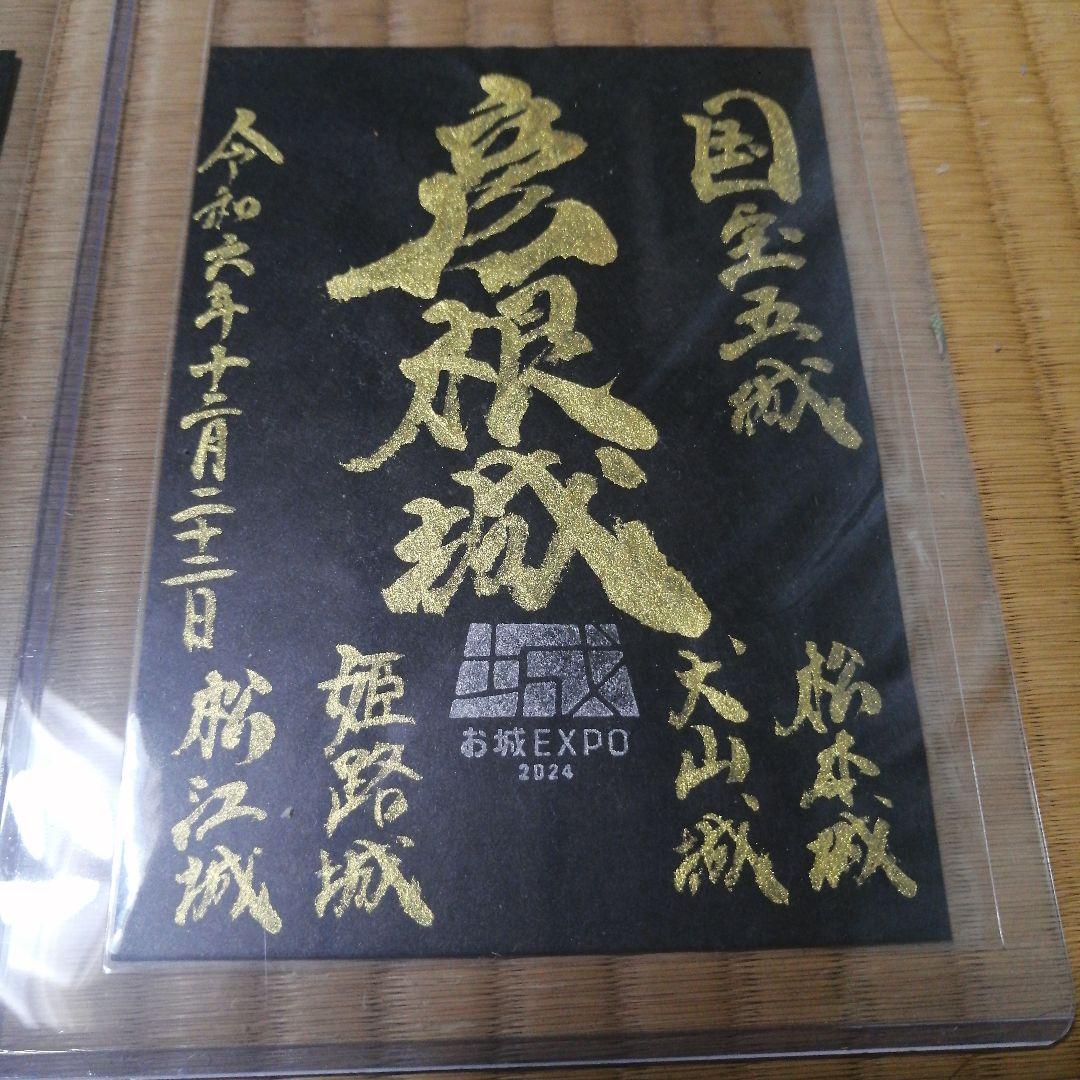 国宝五城
彦根城
令和六年十二月二十二日
松本城
犬山城
城
お城EXPO
2024
姫路城
松江城